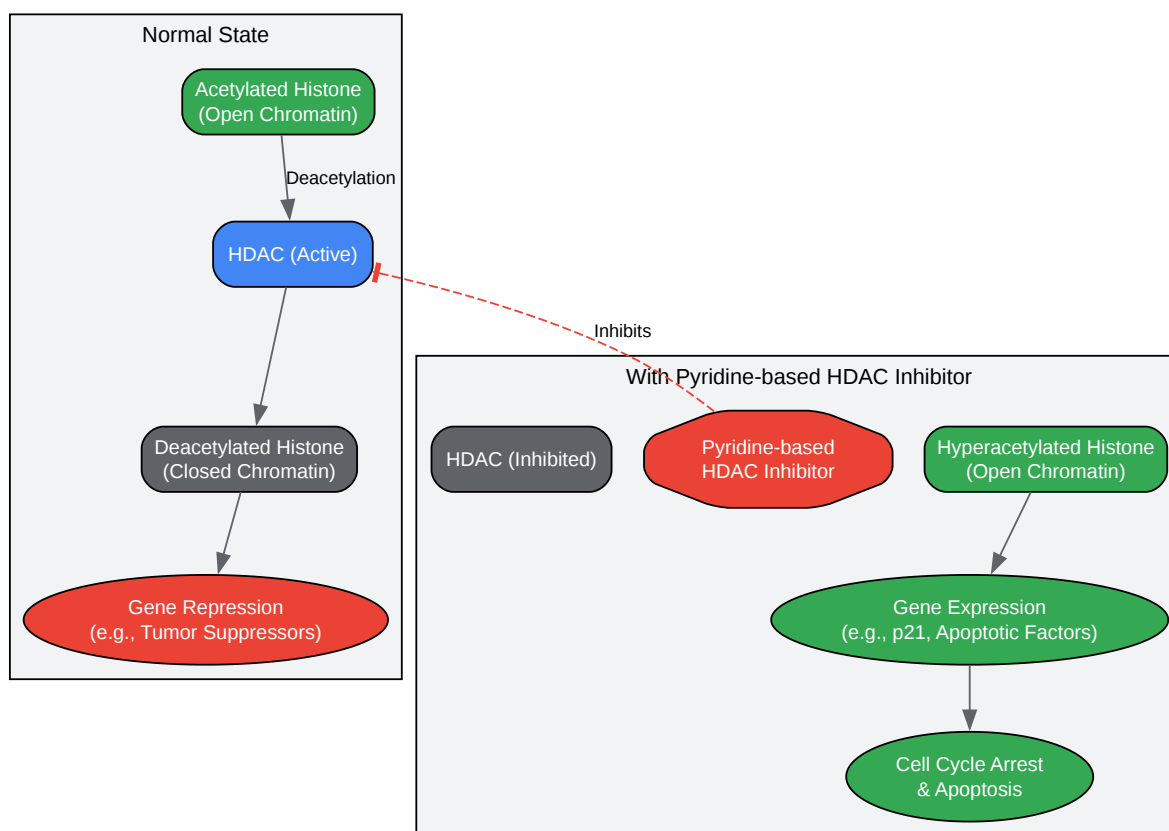 Normal State
Acetylated Histone
(Open Chromatin)
Deacetylation
HDAC (Active)
Inhibits
Deacetylated Histone
(Closed Chromatin)
Gene Repression
(e.g., Tumor Suppressors)
With Pyridine-based HDAC Inhibitor
HDAC (Inhibited)
Pyridine-based
HDAC Inhibitor
Hyperacetylated Histone
(Open Chromatin)
Gene Expression
(e.g., p21, Apoptotic Factors)
Cell Cycle Arrest
& Apoptosis